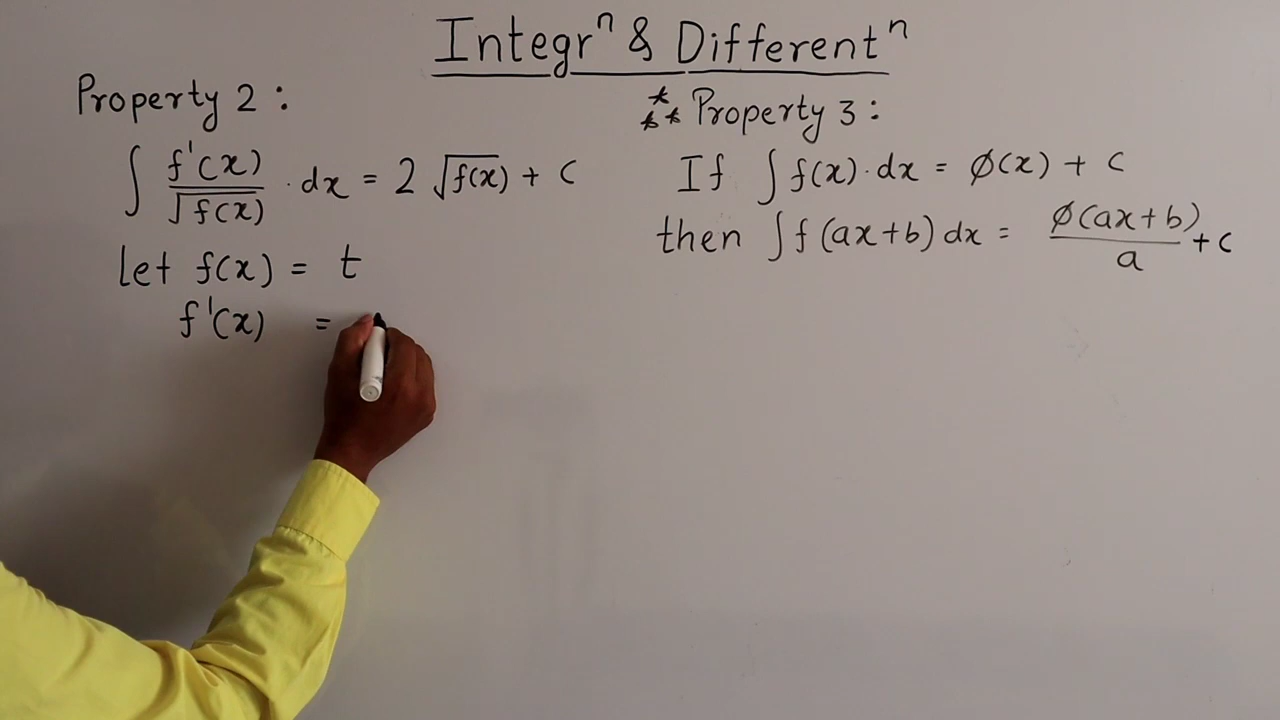 Integrⁿ & Differentⁿ
Property 2 :
∫ f'(x) / √f(x) · dx = 2 √f(x) + c
Let f(x) = t
f'(x) =
*** Property 3 :
If ∫ f(x) · dx = ø(x) + c
then ∫ f (ax+b) dx = ø(ax+b) / a + c